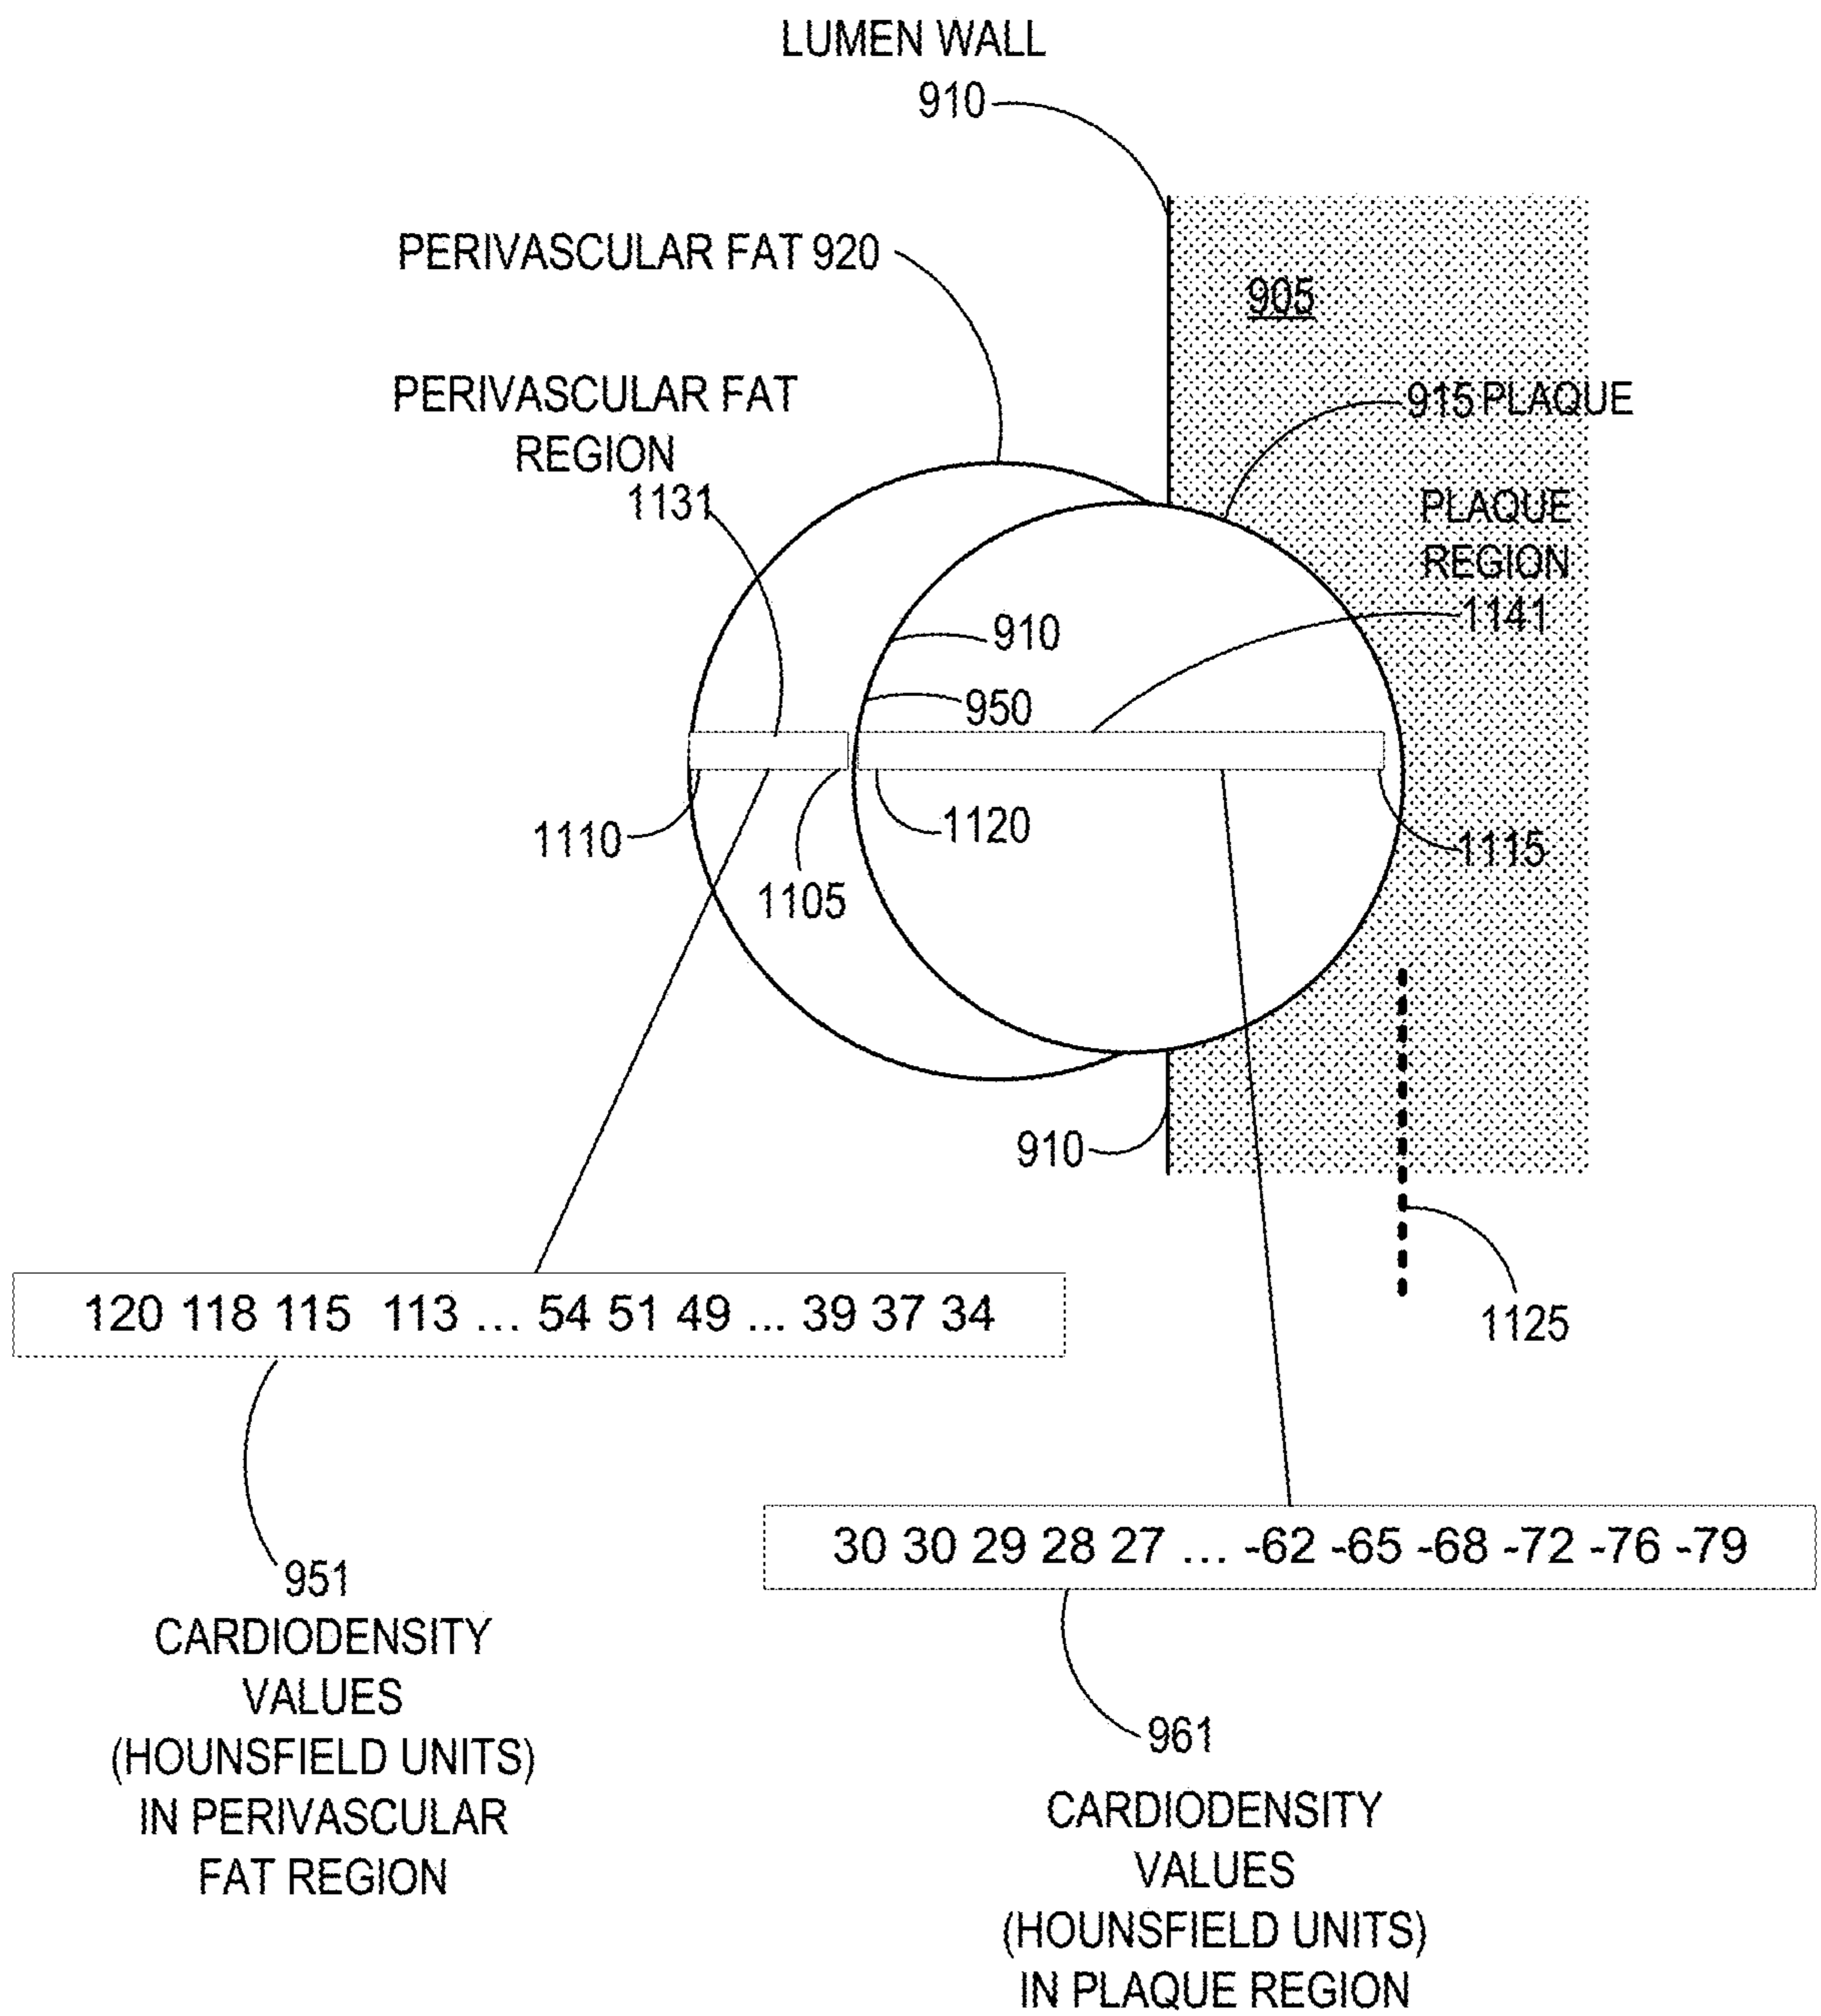 LUMEN WALL
910
PERIVASCULAR FAT 920
905
PERIVASCULAR FAT
REGION
1131
915 PLAQUE
PLAQUE
REGION
1141
910
950
1110
1105
1120
1115
910
1125
120 118 115 113 ... 54 51 49 ... 39 37 34
30 30 29 28 27 ... -62 -65 -68 -72 -76 -79
951
CARDIODENSITY
VALUES
(HOUNSFIELD UNITS)
IN PERIVASCULAR
FAT REGION
961
CARDIODENSITY
VALUES
(HOUNSFIELD UNITS)
IN PLAQUE REGION